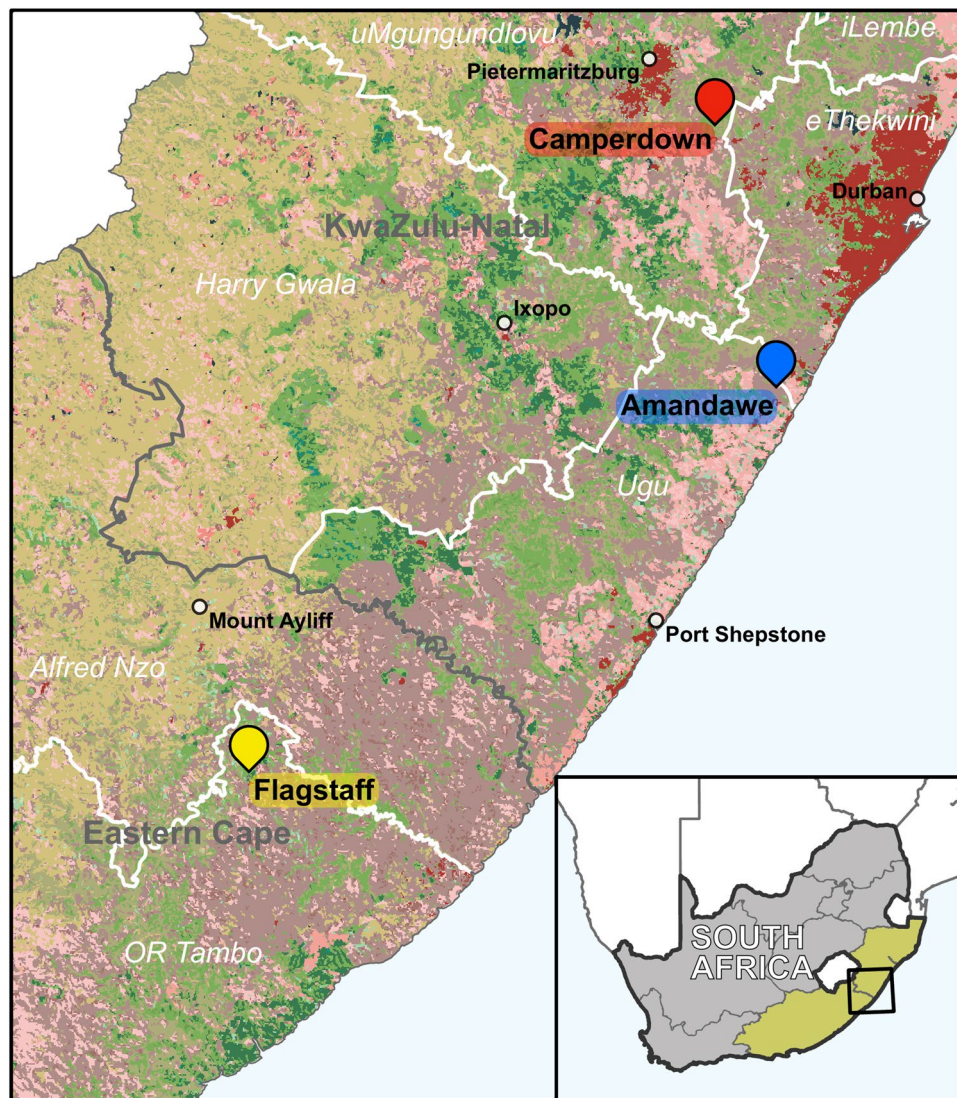 uMgungundlovu
iLembe
Pietermaritzburg
Camperdown
eThekwini
Durban
KwaZulu-Natal
Harry Gwala
Ixopo
Amandawe
Ugu
Mount Ayliff
Port Shepstone
Alfred Nzo
Flagstaff
Eastern Cape
OR Tambo
SOUTH
AFRICA